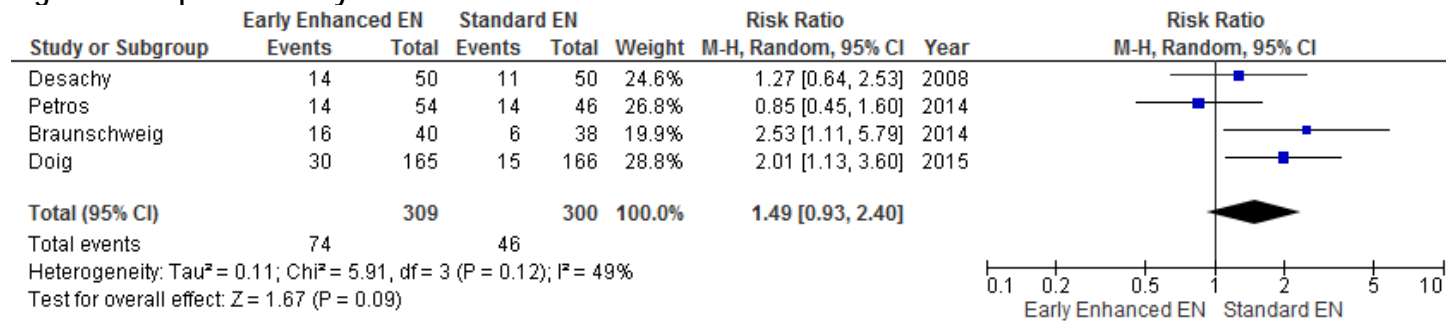 Early Enhanced EN Standard EN Risk Ratio Risk Ratio
Study or Subgroup Events Total Events Total Weight M-H, Random, 95% CI Year M-H, Random, 95% CI
Desachy 14 50 11 50 24.6% 1.27 [0.64, 2.53] 2008
Petros 14 54 14 46 26.8% 0.85 [0.45, 1.60] 2014
Braunschweig 16 40 6 38 19.9% 2.53 [1.11, 5.79] 2014
Doig 30 165 15 166 28.8% 2.01 [1.13, 3.60] 2015
Total (95% CI) 309 300 100.0% 1.49 [0.93, 2.40]
Total events 74 46
Heterogeneity: Tau² = 0.11; Chi² = 5.91, df = 3 (P = 0.12); I² = 49%
Test for overall effect: Z = 1.67 (P = 0.09)
0.1 0.2 0.5 1 2 5 10
Early Enhanced EN Standard EN